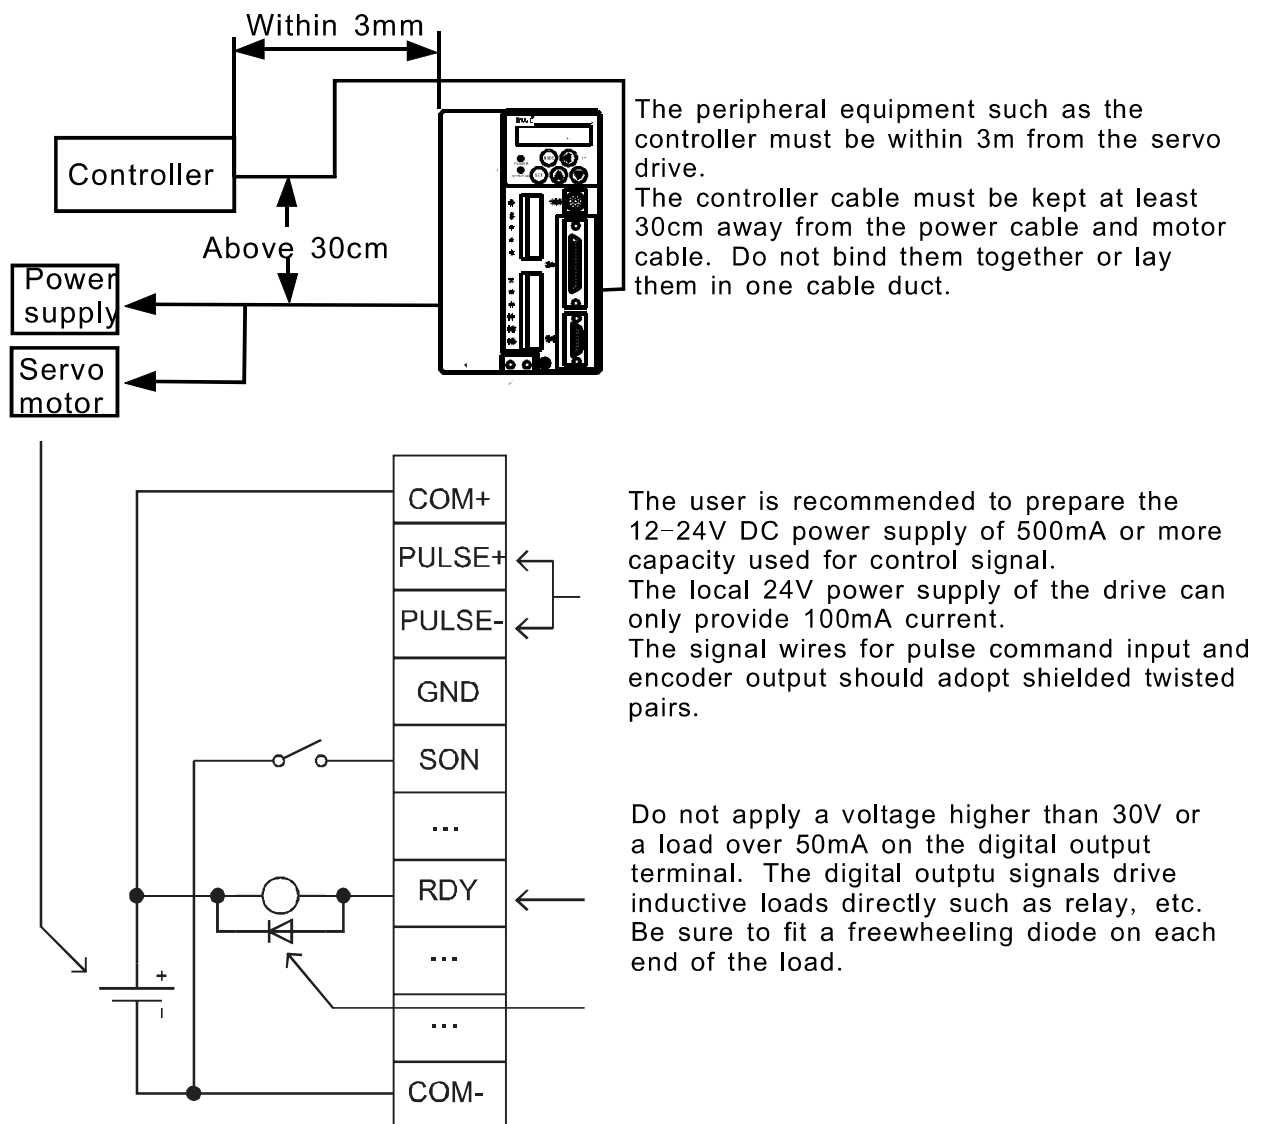 Within 3mm
Controller
Above 30cm
Power
supply
Servo
motor
The peripheral equipment such as the
controller must be within 3m from the servo
drive.
The controller cable must be kept at least
30cm away from the power cable and motor
cable. Do not bind them together or lay
them in one cable duct.
COM+
PULSE+
PULSE-
GND
SON
...
RDY
...
...
COM-
+
-
The user is recommended to prepare the
12-24V DC power supply of 500mA or more
capacity used for control signal.
The local 24V power supply of the drive can
only provide 100mA current.
The signal wires for pulse command input and
encoder output should adopt shielded twisted
pairs.
Do not apply a voltage higher than 30V or
a load over 50mA on the digital output
terminal. The digital outptu signals drive
inductive loads directly such as relay, etc.
Be sure to fit a freewheeling diode on each
end of the load.